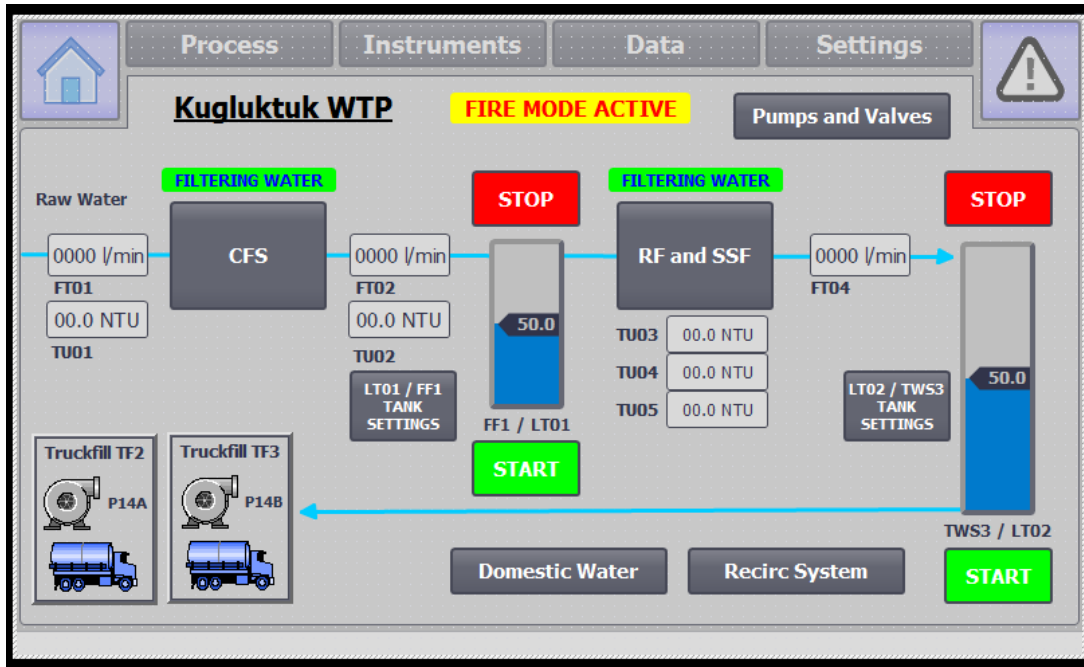 Process
Instruments
Data
Settings
Kugluktuk WTP
FIRE MODE ACTIVE
Pumps and Valves
FILTERING WATER
STOP
FILTERING WATER
STOP
Raw Water
0000 l/min
CFS
0000 l/min
RF and SSF
0000 l/min
FT01
FT02
FT04
00.0 NTU
00.0 NTU
50.0
TU03
00.0 NTU
TU01
TU02
TU04
00.0 NTU
50.0
LT01 / FF1
TANK
SETTINGS
TU05
00.0 NTU
LT02 / TWS3
TANK
SETTINGS
FF1 / LT01
Truckfill TF2
Truckfill TF3
START
P14A
P14B
TWS3 / LT02
Domestic Water
Recirc System
START